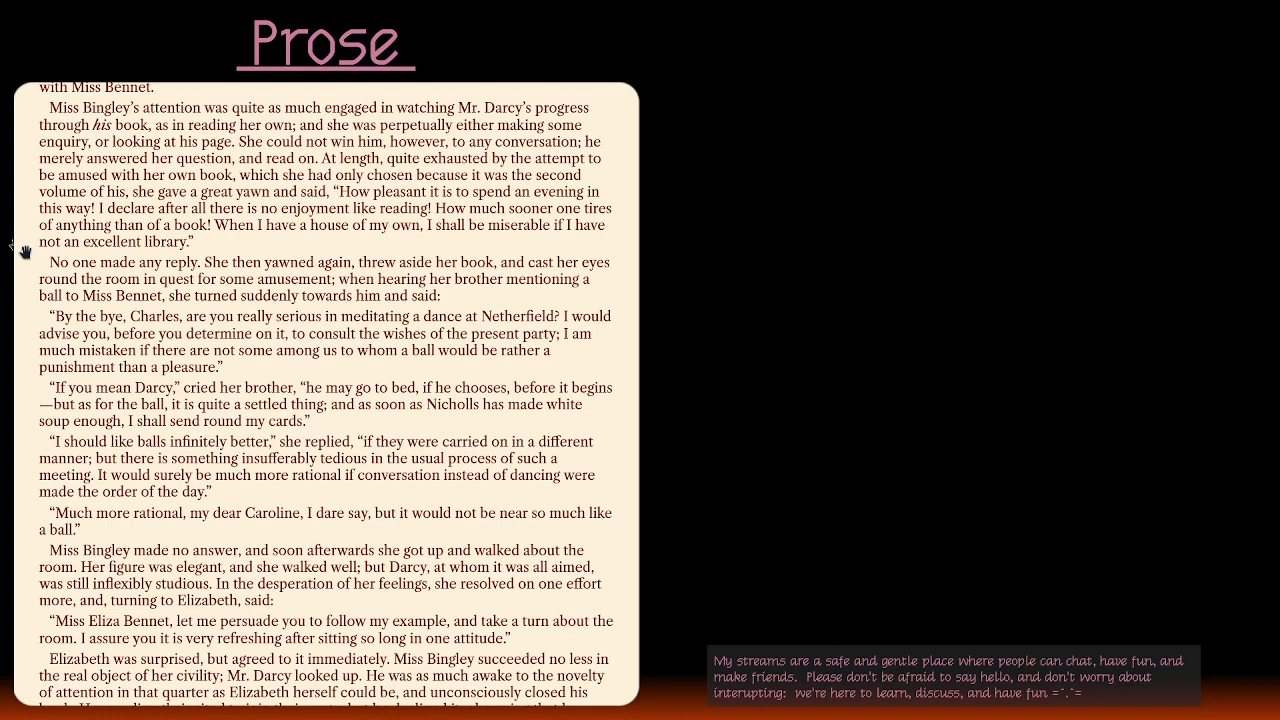 Prose
with Miss Bennet.
Miss Bingley’s attention was quite as much engaged in watching Mr. Darcy’s progress
through his book, as in reading her own; and she was perpetually either making some
enquiry, or looking at his page. She could not win him, however, to any conversation; he
merely answered her question, and read on. At length, quite exhausted by the attempt to
be amused with her own book, which she had only chosen because it was the second
volume of his, she gave a great yawn and said, “How pleasant it is to spend an evening in
this way! I declare after all there is no enjoyment like reading! How much sooner one tires
of anything than of a book! When I have a house of my own, I shall be miserable if I have
not an excellent library.”
No one made any reply. She then yawned again, threw aside her book, and cast her eyes
round the room in quest for some amusement; when hearing her brother mentioning a
ball to Miss Bennet, she turned suddenly towards him and said:
“By the bye, Charles, are you really serious in meditating a dance at Netherfield? I would
advise you, before you determine on it, to consult the wishes of the present party; I am
much mistaken if there are not some among us to whom a ball would be rather a
punishment than a pleasure.”
“If you mean Darcy,” cried her brother, “he may go to bed, if he chooses, before it begins
—but as for the ball, it is quite a settled thing; and as soon as Nicholls has made white
soup enough, I shall send round my cards.”
“I should like balls infinitely better,” she replied, “if they were carried on in a different
manner; but there is something insufferably tedious in the usual process of such a
meeting. It would surely be much more rational if conversation instead of dancing were
made the order of the day.”
“Much more rational, my dear Caroline, I dare say, but it would not be near so much like
a ball.”
Miss Bingley made no answer, and soon afterwards she got up and walked about the
room. Her figure was elegant, and she walked well; but Darcy, at whom it was all aimed,
was still inflexibly studious. In the desperation of her feelings, she resolved on one effort
more, and, turning to Elizabeth, said:
“Miss Eliza Bennet, let me persuade you to follow my example, and take a turn about the
room. I assure you it is very refreshing after sitting so long in one attitude.”
Elizabeth was surprised, but agreed to it immediately. Miss Bingley succeeded no less in
the real object of her civility; Mr. Darcy looked up. He was as much awake to the novelty
of attention in that quarter as Elizabeth herself could be, and unconsciously closed his
My streams are a safe and gentle place where people can chat, have fun, and
make friends. Please don't be afraid to say hello, and don't worry about
interupting: we're here to learn, discuss, and have fun =^.^=